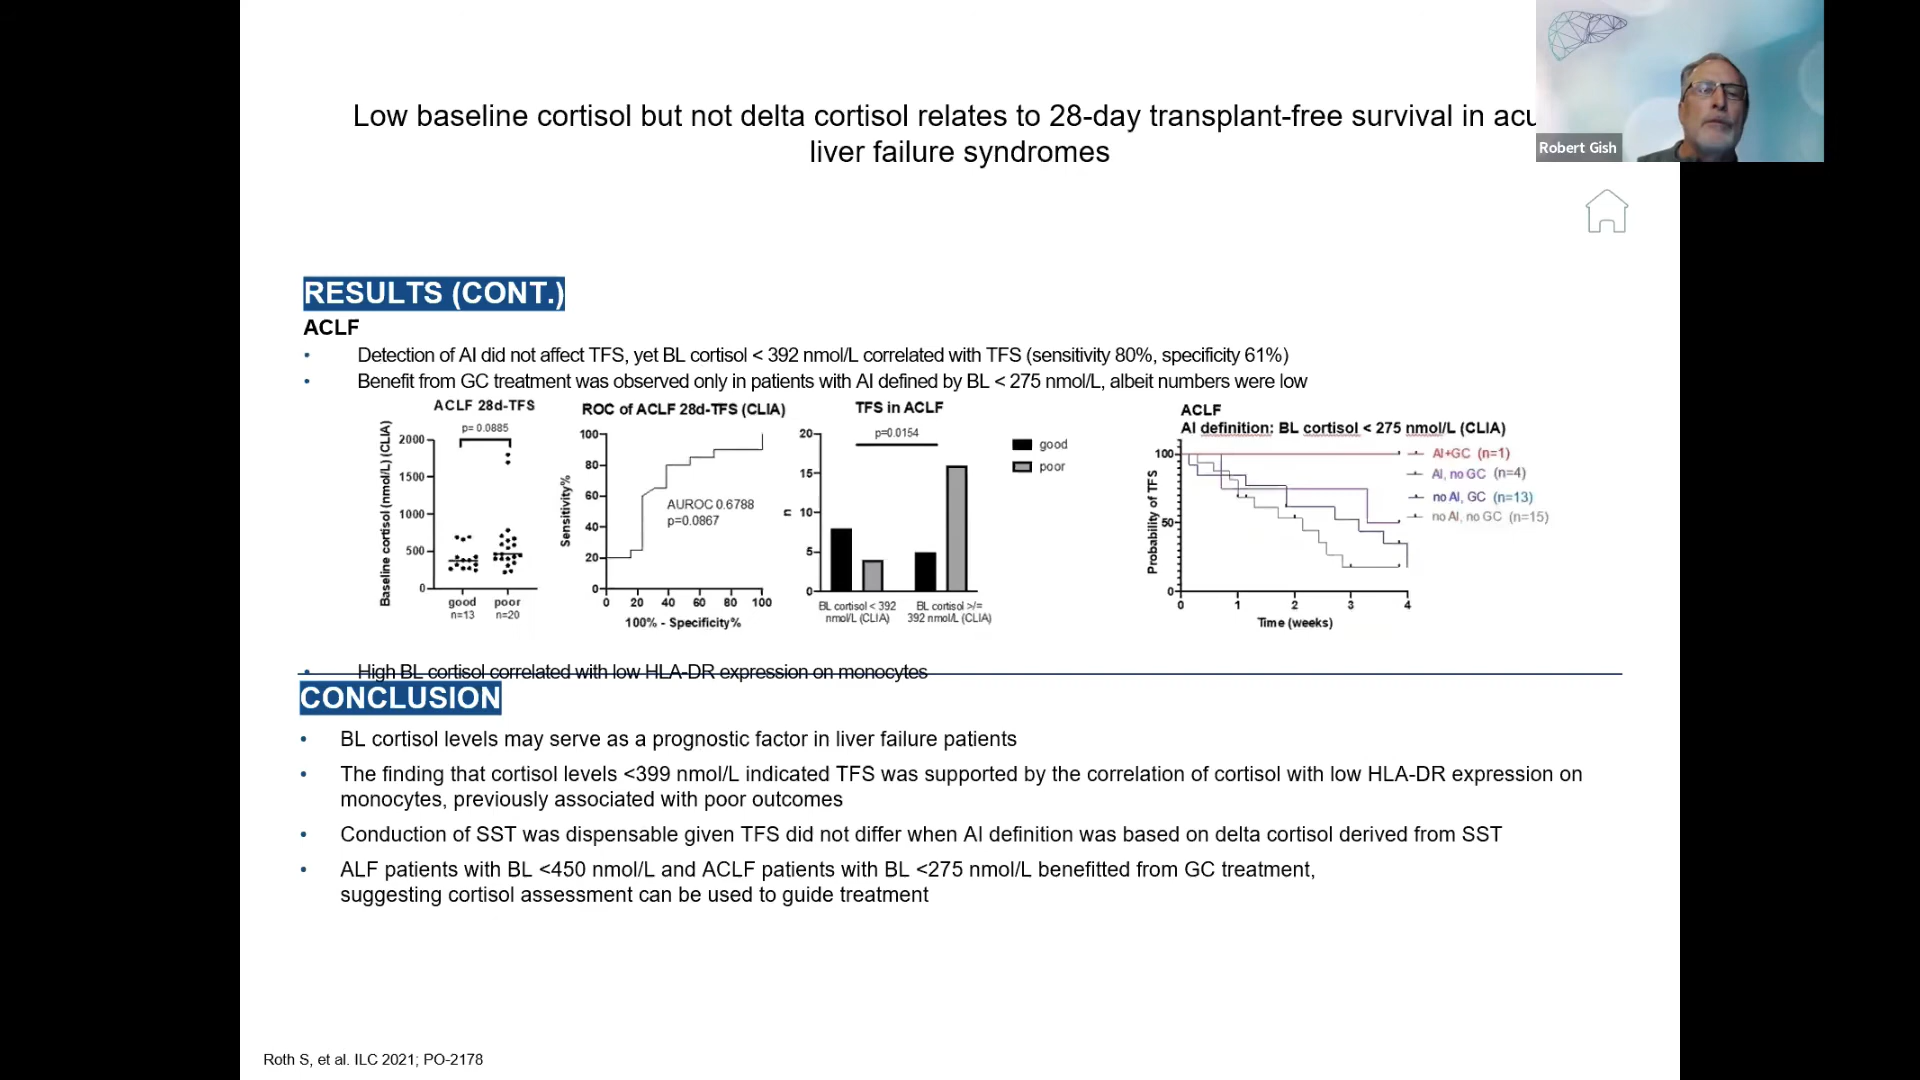 Low baseline cortisol but not delta cortisol relates to 28-day transplant-free survival in acu
liver failure syndromes
Robert Gish
RESULTS (CONT.)
ACLF
• Detection of AI did not affect TFS, yet BL cortisol < 392 nmol/L correlated with TFS (sensitivity 80%, specificity 61%)
• Benefit from GC treatment was observed only in patients with AI defined by BL < 275 nmol/L, albeit numbers were low
ACLF 28d-TFS
p= 0.0885
Baseline cortisol (nmol/L) (CLIA)
2000
1500
1000
500
0
good
n=13
poor
n=20
ROC of ACLF 28d-TFS (CLIA)
Sensitivity%
100
80
60
40
20
0
AUROC 0.6788
p=0.0867
0 20 40 60 80 100
100% - Specificity%
TFS in ACLF
p=0.0154
n
20
15
10
5
0
BL cortisol < 392
nmol/L (CLIA)
BL cortisol >/=
392 nmol/L (CLIA)
good
poor
ACLF
AI definition: BL cortisol < 275 nmol/L (CLIA)
Probability of TFS
100
50
0
0 1 2 3 4
Time (weeks)
AI+GC (n=1)
AI, no GC (n=4)
no AI, GC (n=13)
no AI, no GC (n=15)
• High BL cortisol correlated with low HLA-DR expression on monocytes
CONCLUSION
• BL cortisol levels may serve as a prognostic factor in liver failure patients
• The finding that cortisol levels <399 nmol/L indicated TFS was supported by the correlation of cortisol with low HLA-DR expression on
monocytes, previously associated with poor outcomes
• Conduction of SST was dispensable given TFS did not differ when AI definition was based on delta cortisol derived from SST
• ALF patients with BL <450 nmol/L and ACLF patients with BL <275 nmol/L benefitted from GC treatment,
suggesting cortisol assessment can be used to guide treatment
Roth S, et al. ILC 2021; PO-2178